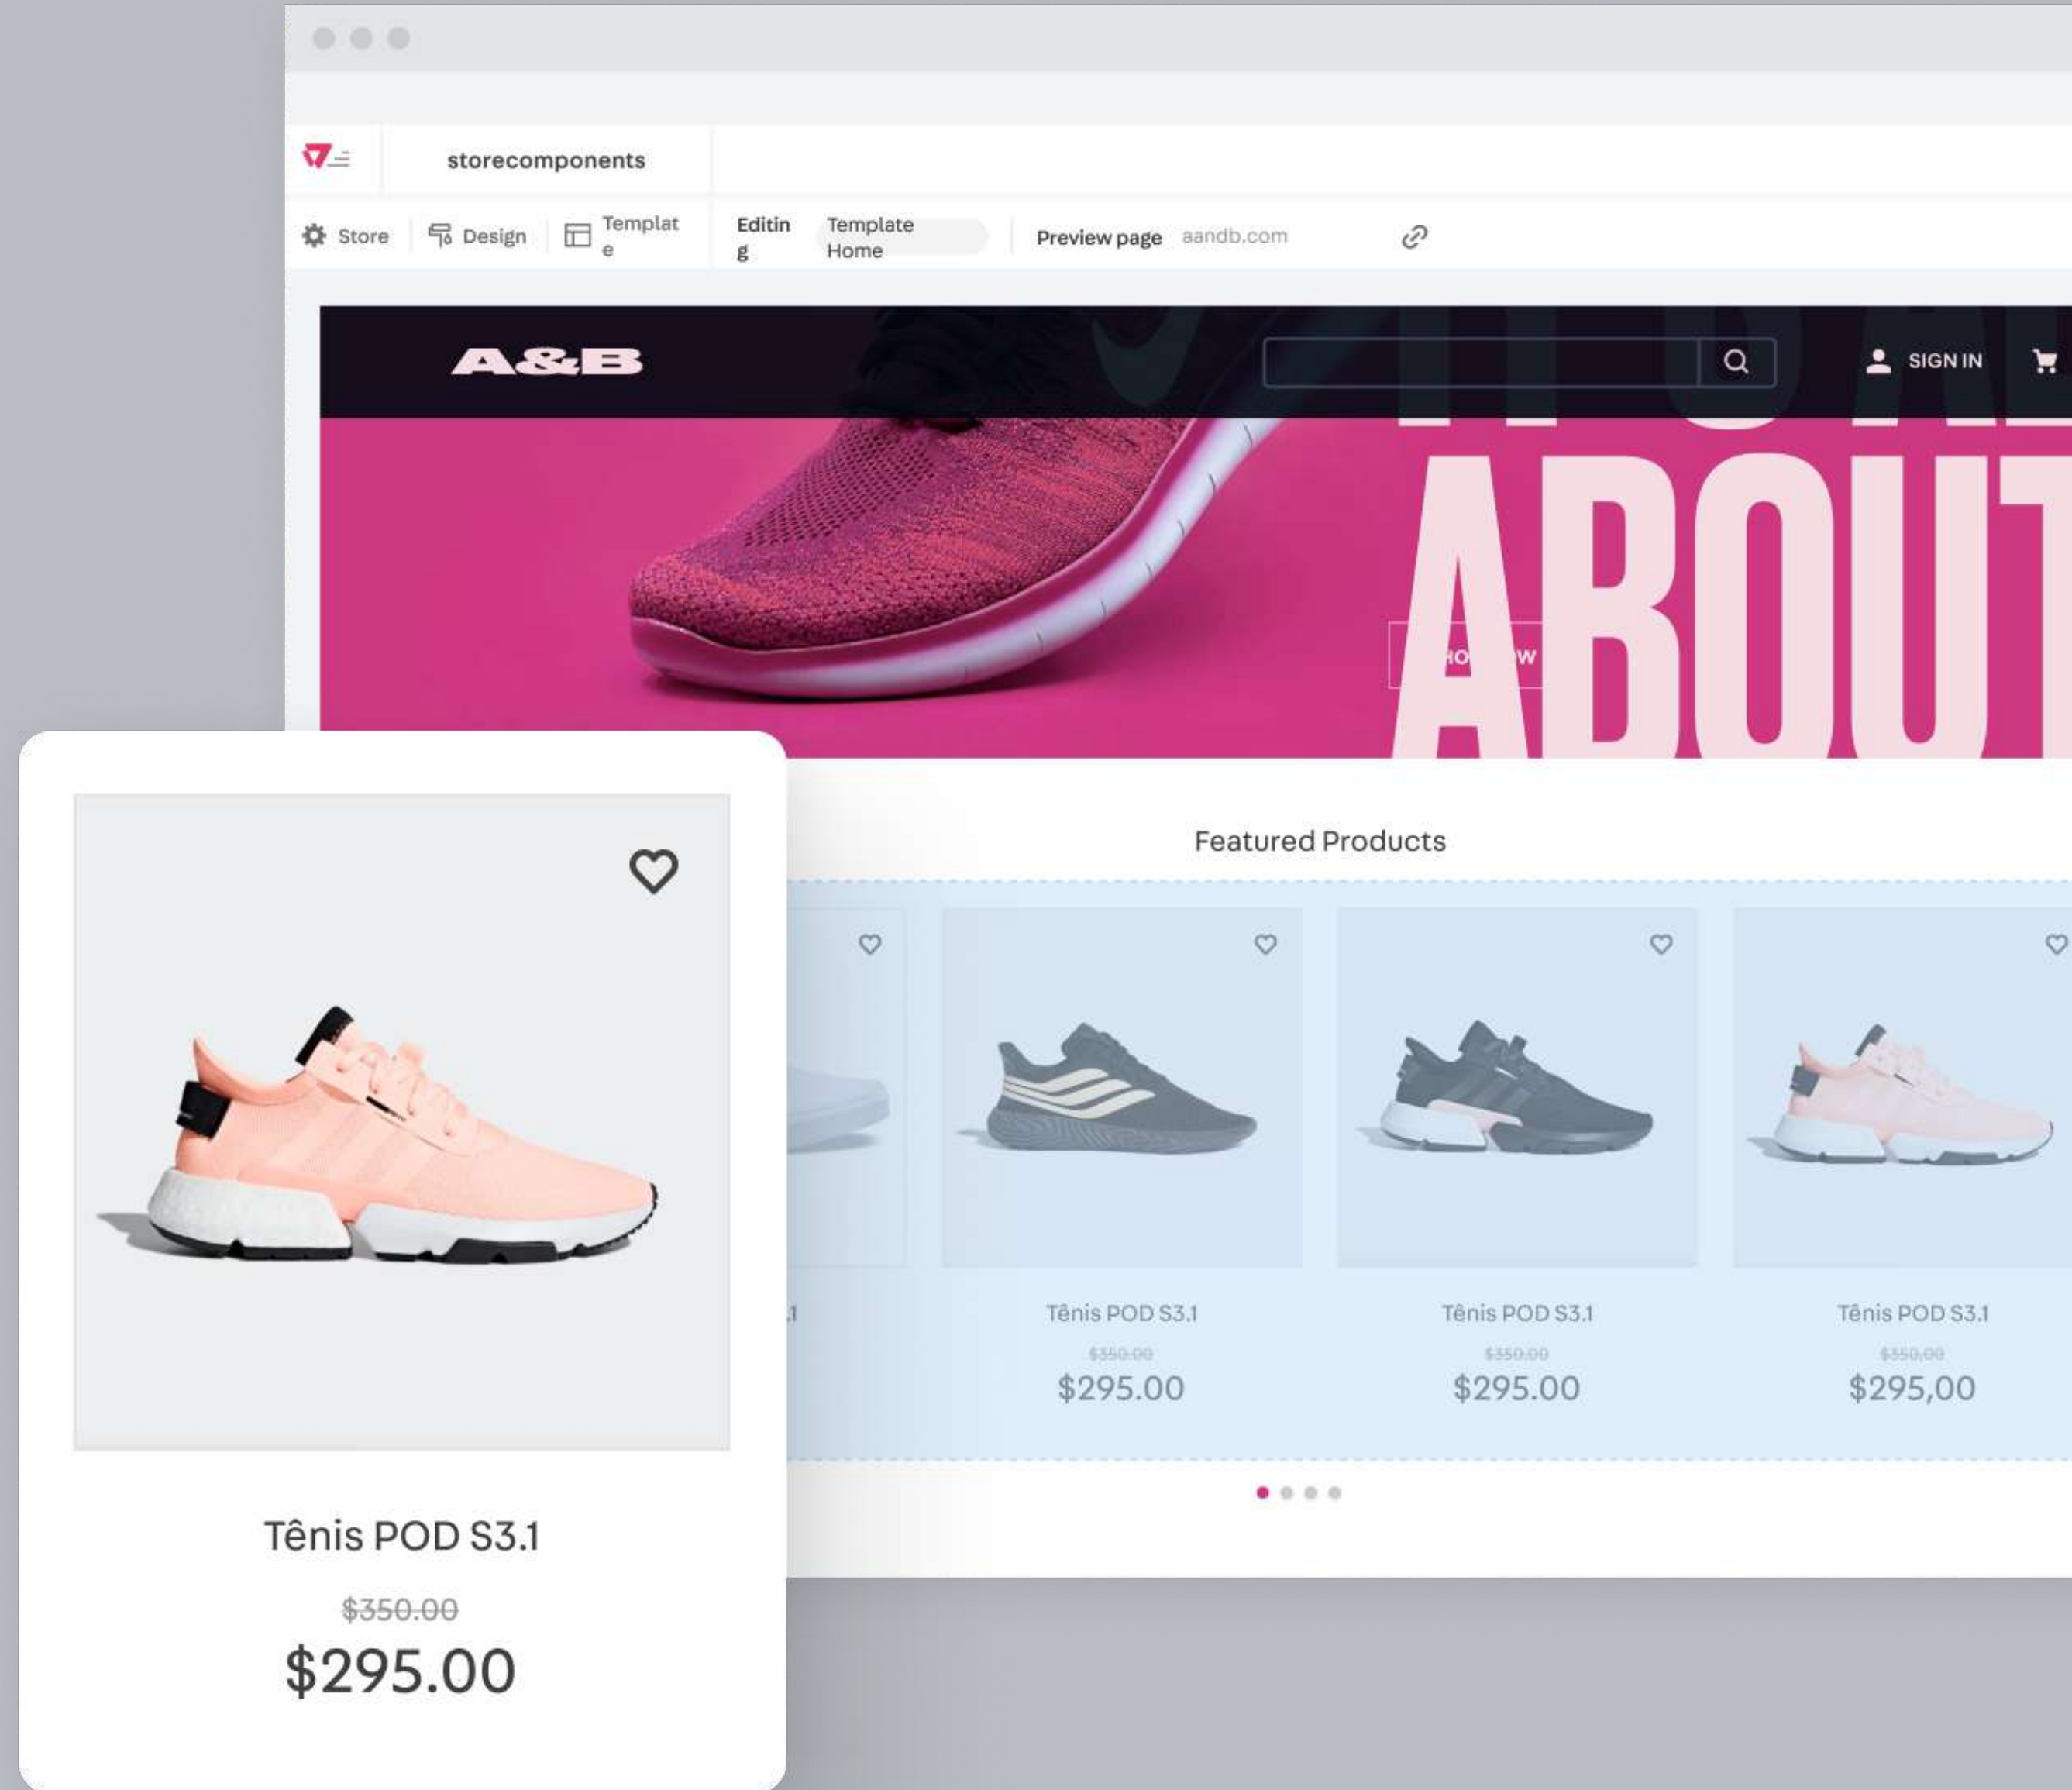 storecomponents
Store
Design
Templat
e
Editin
g
Template
Home
Preview page
aandb.com
A&B
SIGN IN
ABOUT
Featured Products
.1
Tênis POD S3.1
$350.00
$295.00
Tênis POD S3.1
$350.00
$295.00
Tênis POD S3.1
$350,00
$295,00
Tênis POD S3.1
$350.00
$295.00